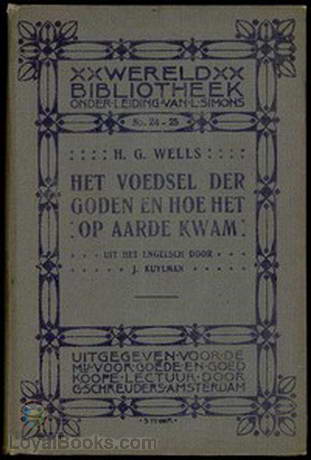 WERELD
BIBLIOTHEEK
ONDER·LEIDING·VAN·L·SIMONS
No. 24 - 25
H. G. WELLS
HET VOEDSEL DER
GODEN EN HOE HET
OP AARDE KWAM
UIT HET ENGELSCH DOOR
J. KUYLMAN
UITGEGEVEN·VOOR·DE
MIJ·VOOR·GOEDE·EN·GOED
KOOPE·LECTUUR·DOOR
G·SCHREUDERS·AMSTERDAM
LoyalBooks.com